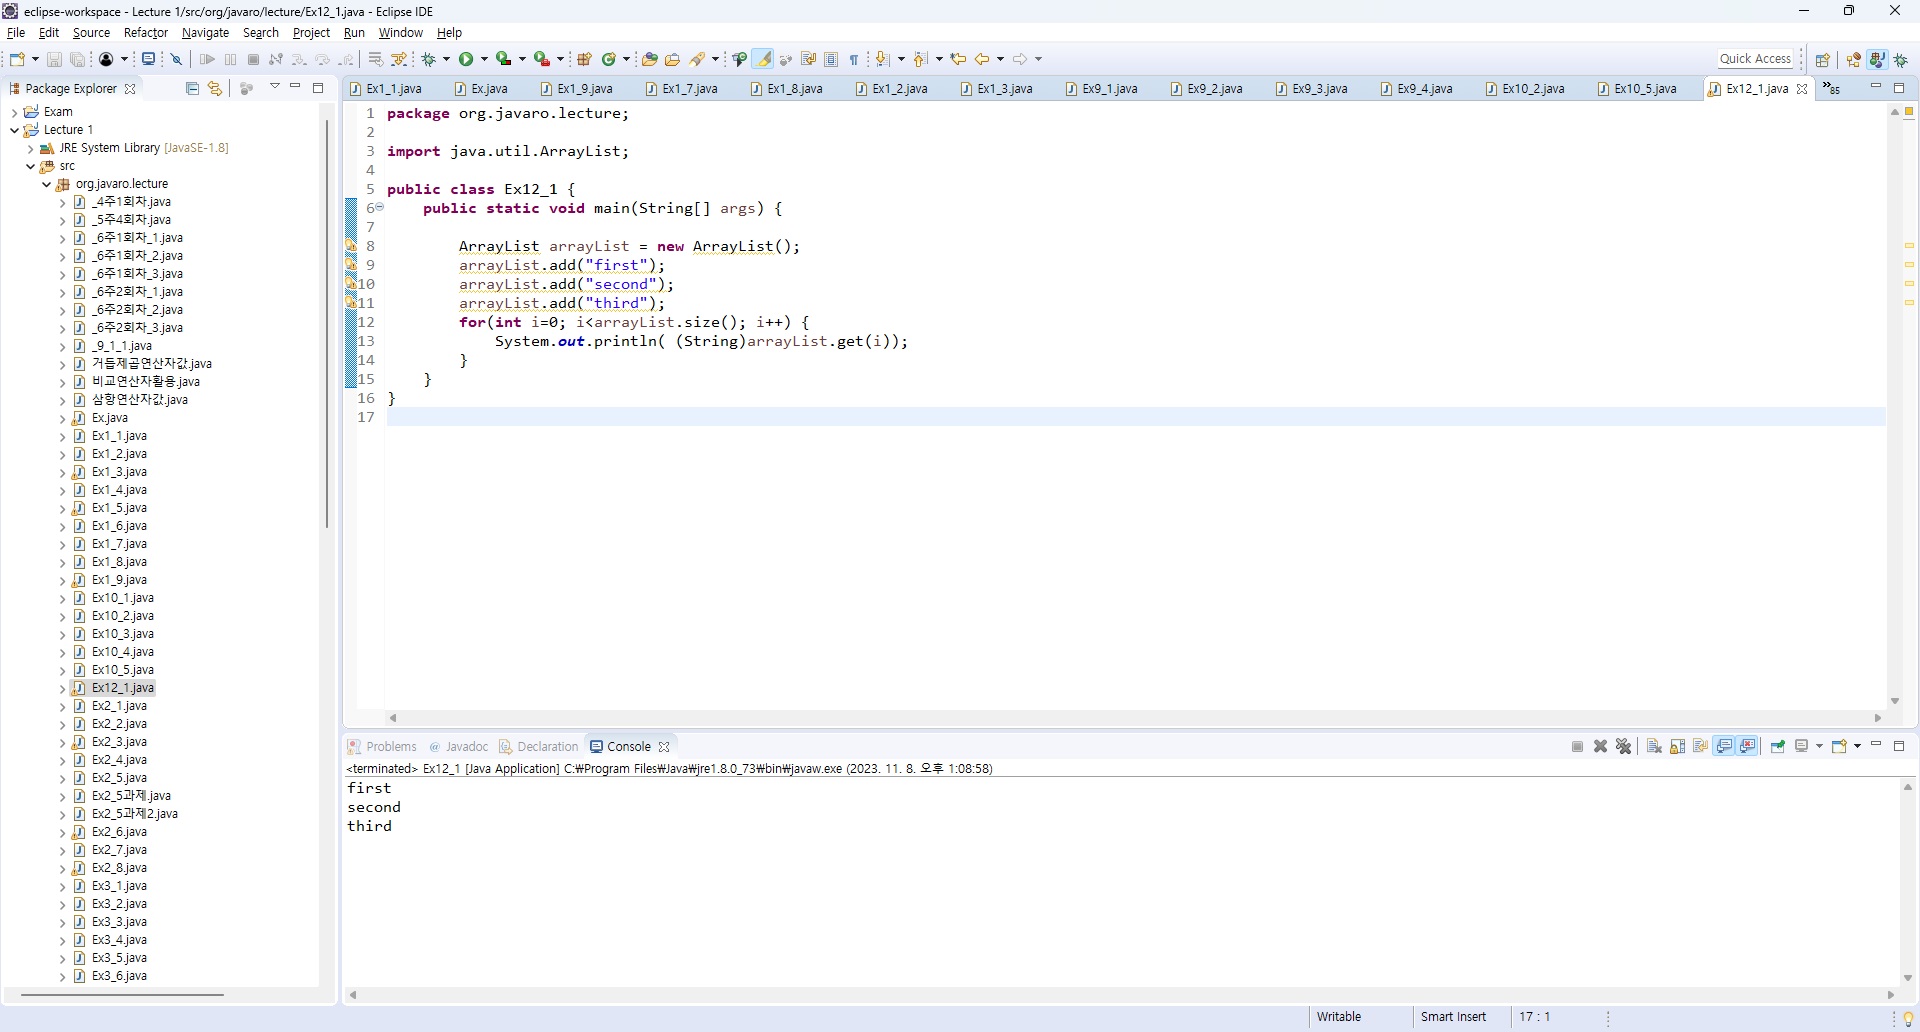 eclipse-workspace - Lecture 1/src/org/javaro/lecture/Ex12_1.java - Eclipse IDE
File Edit Source Refactor Navigate Search Project Run Window Help
Quick Access
Package Explorer
Exam
Lecture 1
JRE System Library [JavaSE-1.8]
src
org.javaro.lecture
_4주1회차.java
_5주4회차.java
_6주1회차_1.java
_6주1회차_2.java
_6주1회차_3.java
_6주2회차_1.java
_6주2회차_2.java
_6주2회차_3.java
_9_1_1.java
거듭제곱연산자값.java
비교연산자활용.java
삼항연산자값.java
Ex.java
Ex1_1.java
Ex1_2.java
Ex1_3.java
Ex1_4.java
Ex1_5.java
Ex1_6.java
Ex1_7.java
Ex1_8.java
Ex1_9.java
Ex10_1.java
Ex10_2.java
Ex10_3.java
Ex10_4.java
Ex10_5.java
Ex12_1.java
Ex2_1.java
Ex2_2.java
Ex2_3.java
Ex2_4.java
Ex2_5.java
Ex2_5과제.java
Ex2_5과제2.java
Ex2_6.java
Ex2_7.java
Ex2_8.java
Ex3_1.java
Ex3_2.java
Ex3_3.java
Ex3_4.java
Ex3_5.java
Ex3_6.java
Ex1_1.java Ex.java Ex1_9.java Ex1_7.java Ex1_8.java Ex1_2.java Ex1_3.java Ex9_1.java Ex9_2.java Ex9_3.java Ex9_4.java Ex10_2.java Ex10_5.java Ex12_1.java »85
1 package org.javaro.lecture;
2
3 import java.util.ArrayList;
4
5 public class Ex12_1 {
6 public static void main(String[] args) {
7
8 ArrayList arrayList = new ArrayList();
9 arrayList.add("first");
10 arrayList.add("second");
11 arrayList.add("third");
12 for(int i=0; i<arrayList.size(); i++) {
13 System.out.println( (String)arrayList.get(i));
14 }
15 }
16 }
17
Problems @ Javadoc Declaration Console
<terminated> Ex12_1 [Java Application] C:₩Program Files₩Java₩jre1.8.0_73₩bin₩javaw.exe (2023. 11. 8. 오후 1:08:58)
first
second
third
Writable Smart Insert 17 : 1